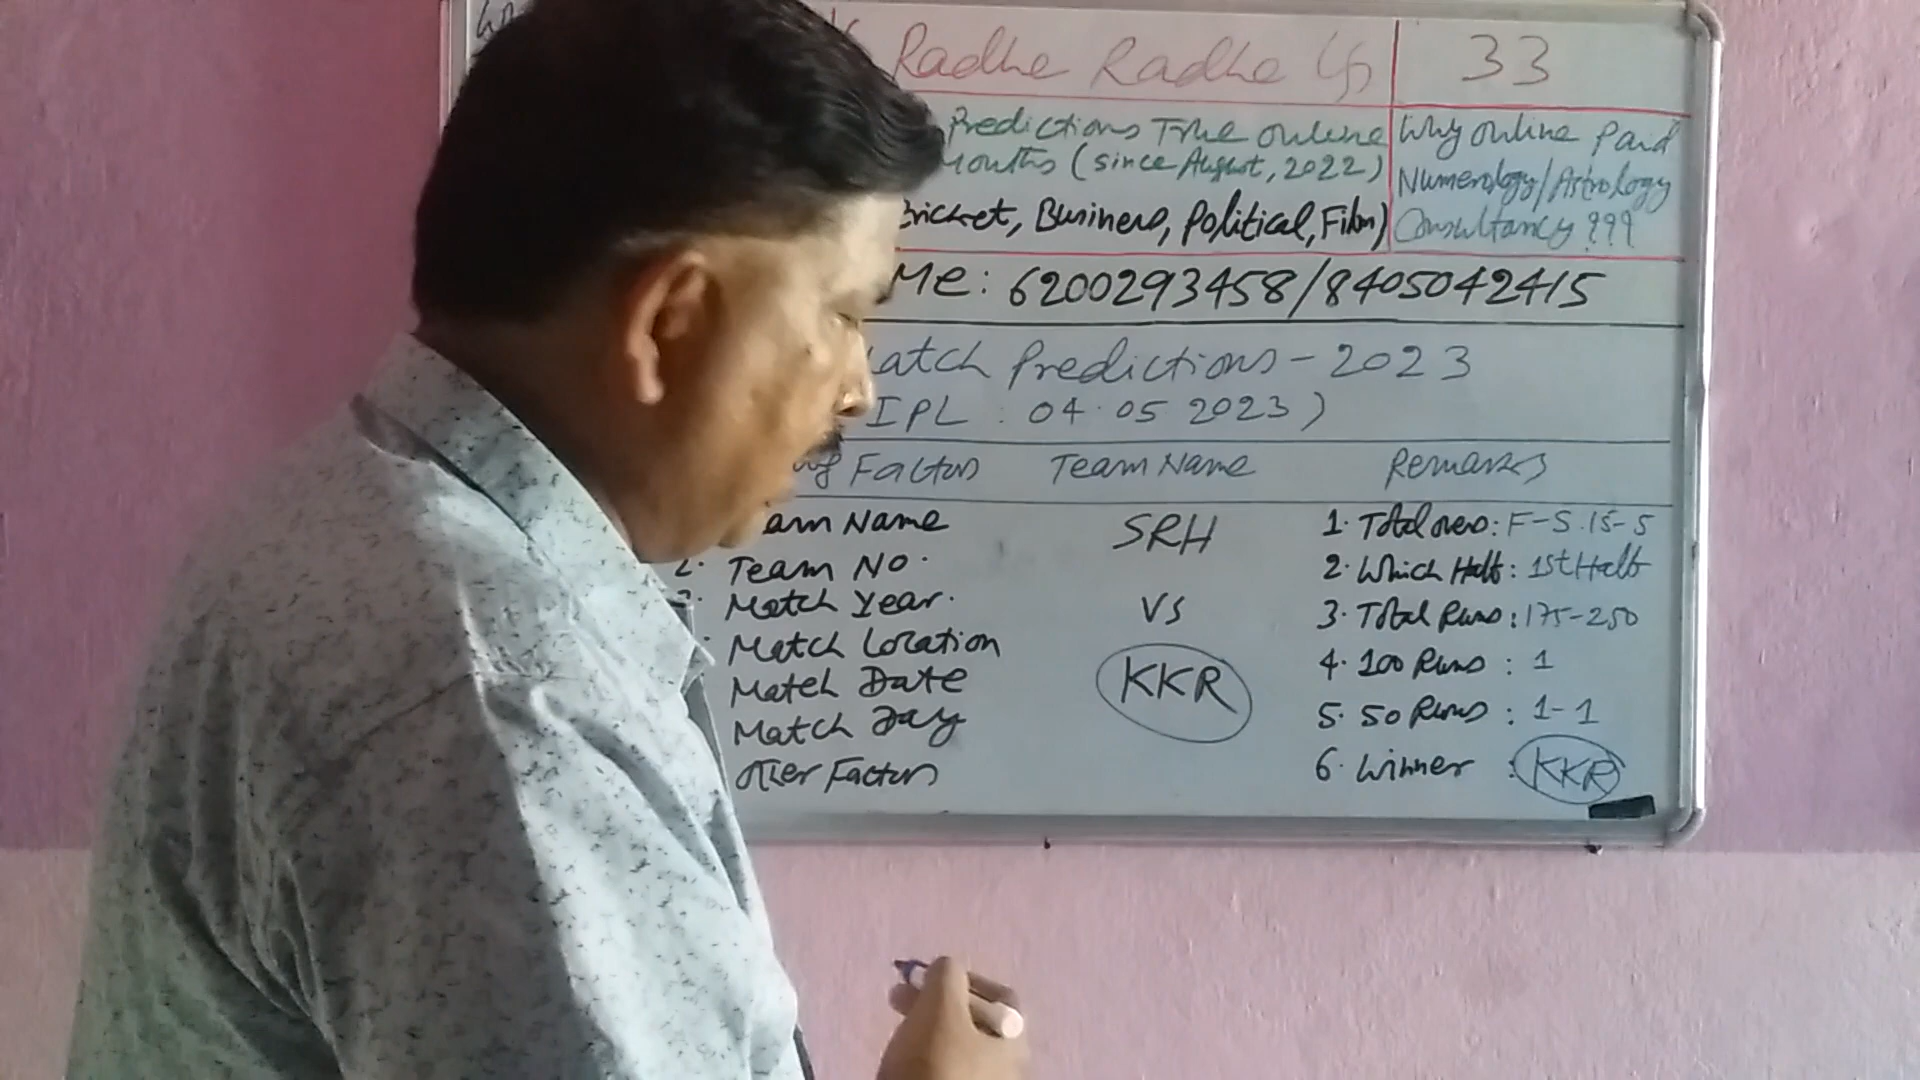 Radhe Radhe 33
Predictions True online
Months (since August, 2022)
Cricket, Business, Political, Film)
Why online Paid
Numerology/Astrology
Consultancy ???
Me: 6200293458/8405042415
Match Predictions - 2023
IPL : 04.05.2023)
of Factors Team Name Remarks
Team Name
2. Team No.
3. Match Year.
Match Location
Match Date
Match Day
Other Factors
SRH
VS
KKR
1. Total overs: F-S.15-5
2. Which Half: 1st Half
3. Total Runs: 175-250
4. 100 Runs : 1
5. 50 Runs : 1-1
6. Winner : KKR